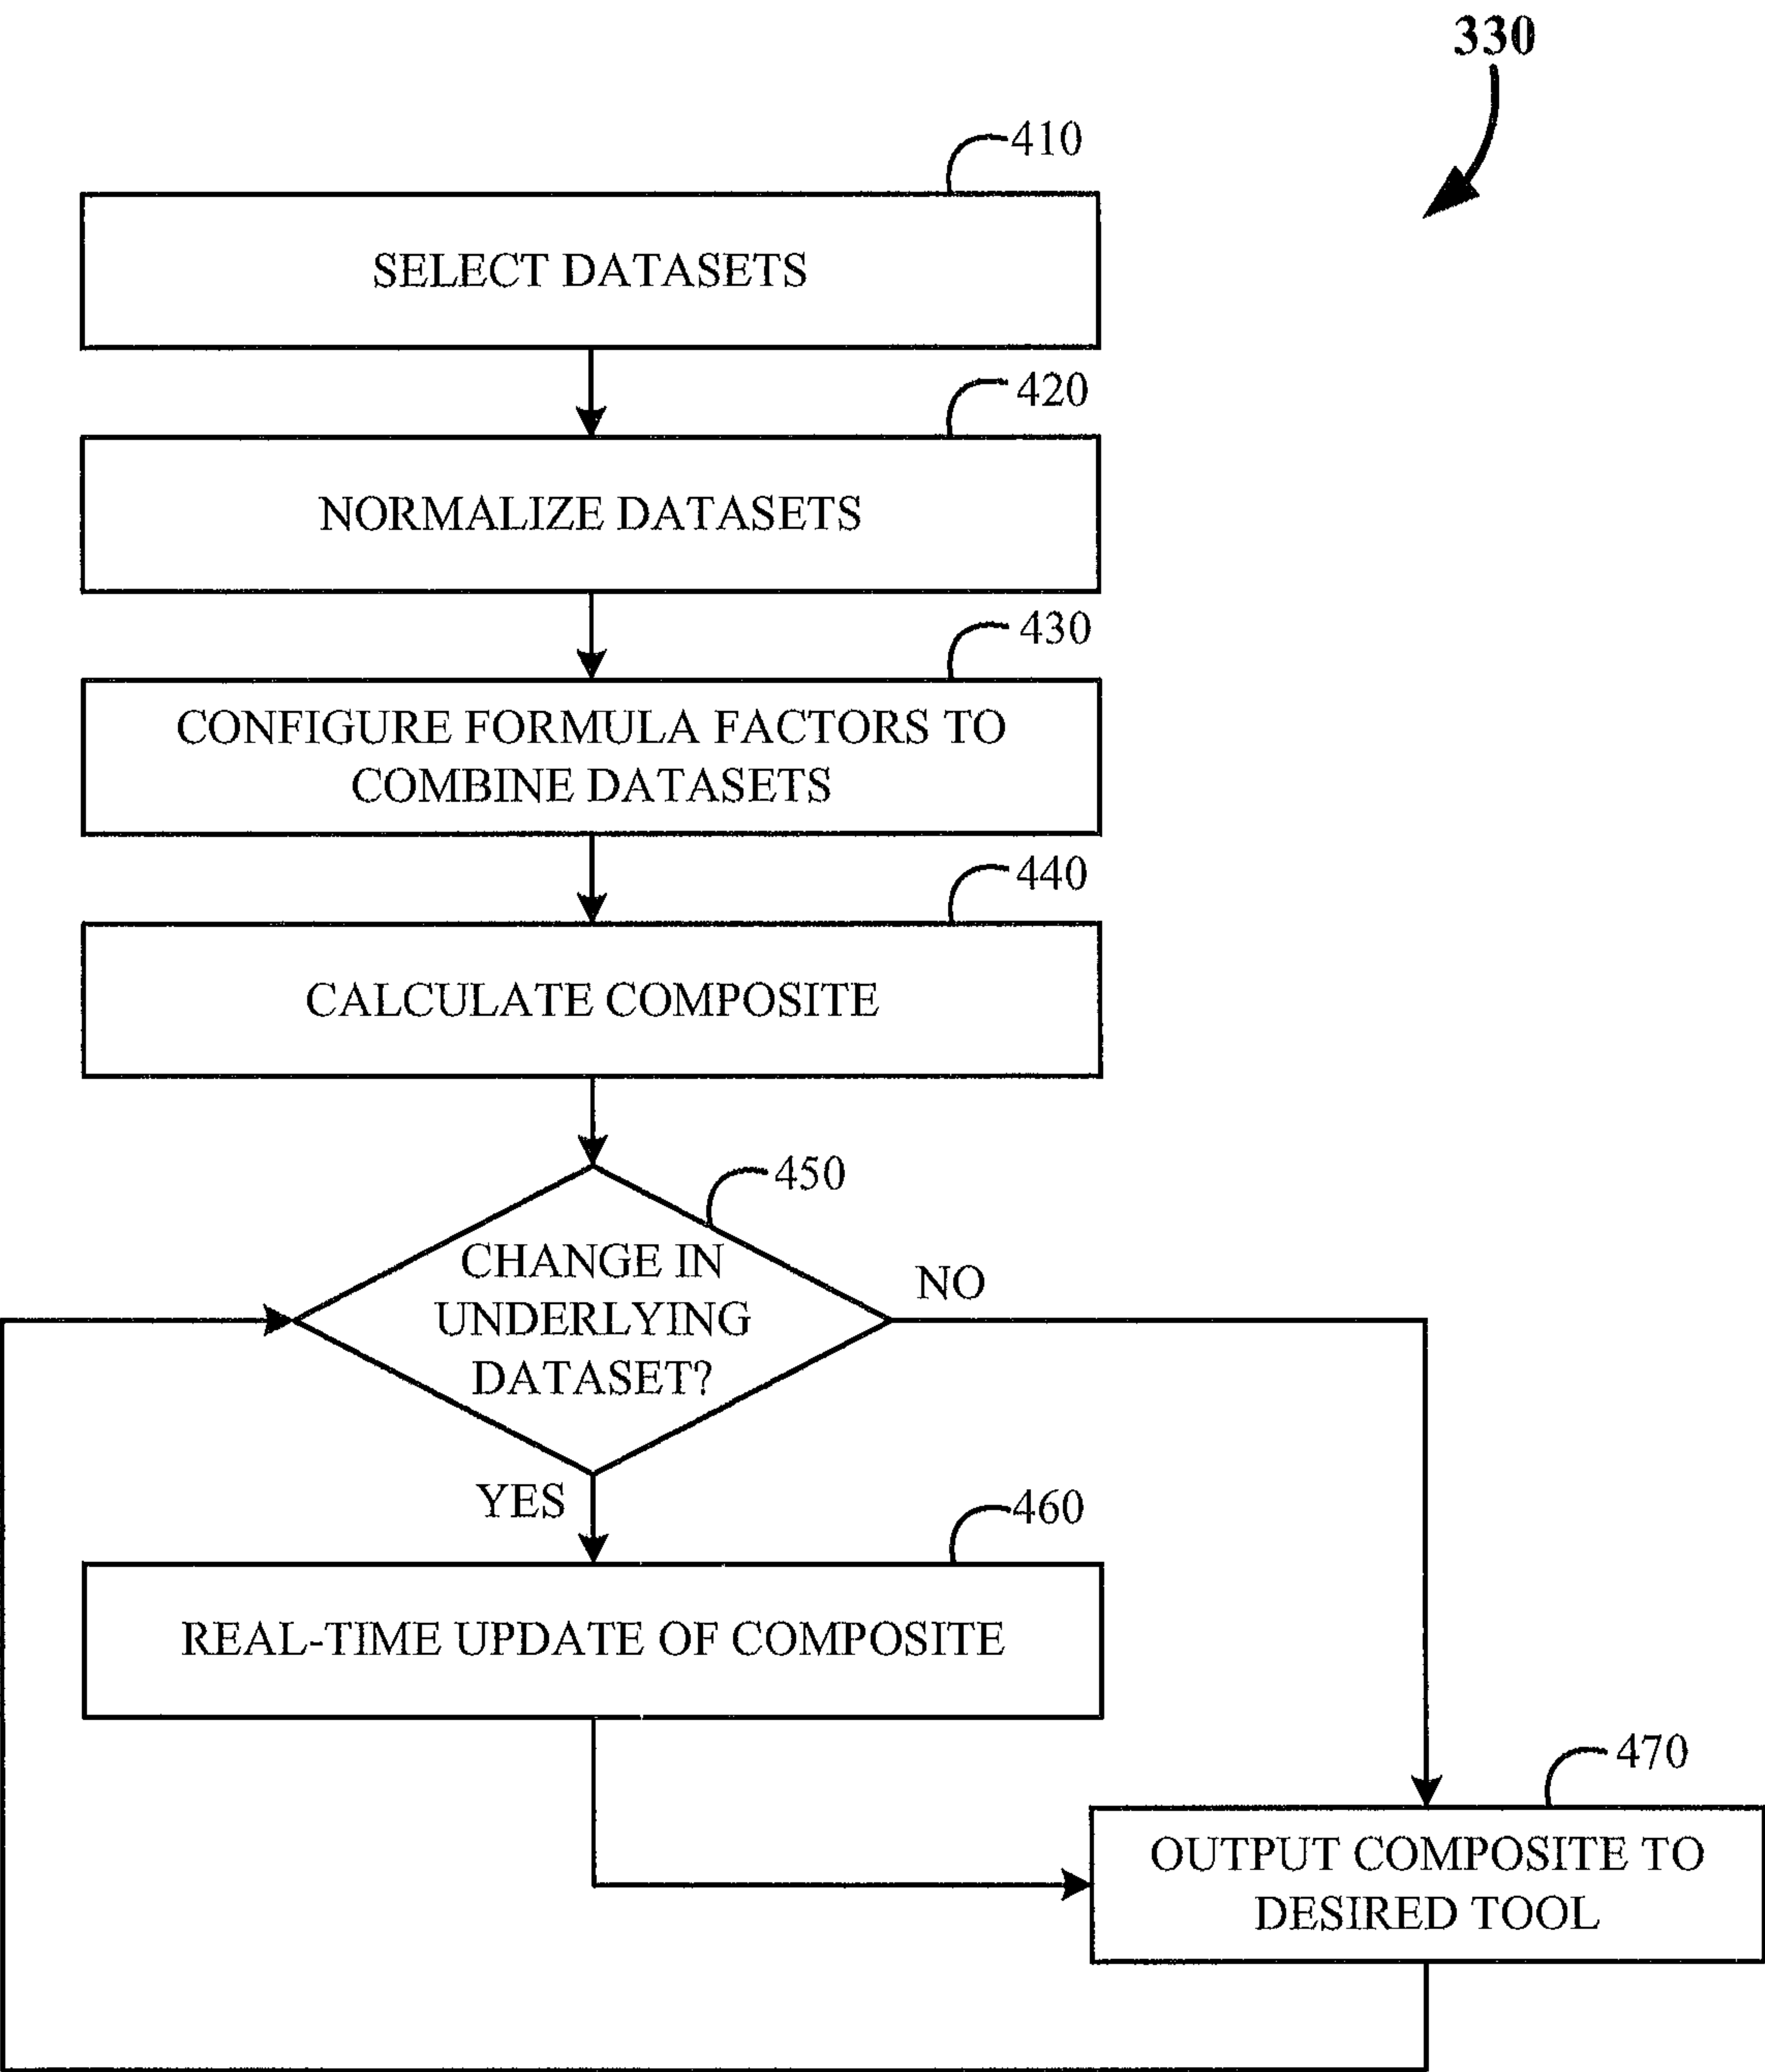 330
410
SELECT DATASETS
420
NORMALIZE DATASETS
430
CONFIGURE FORMULA FACTORS TO
COMBINE DATASETS
440
CALCULATE COMPOSITE
450
CHANGE IN
UNDERLYING
DATASET?
NO
YES
460
REAL-TIME UPDATE OF COMPOSITE
470
OUTPUT COMPOSITE TO
DESIRED TOOL